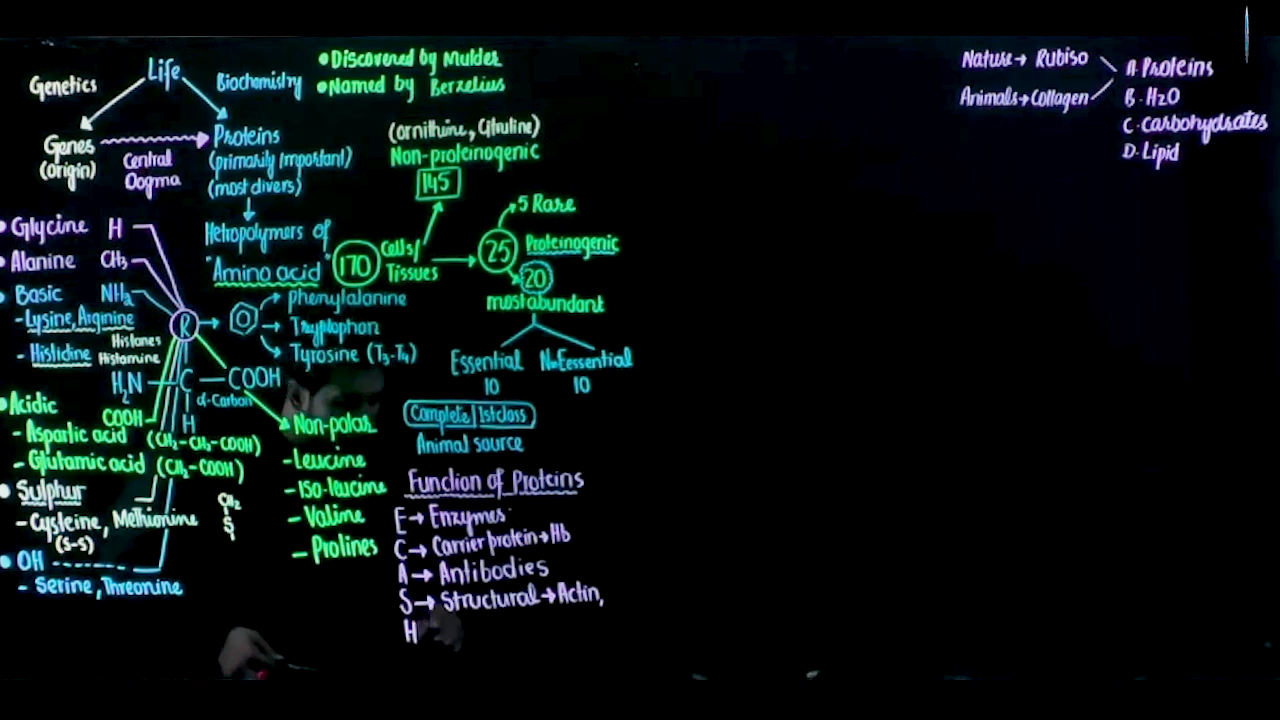 Life
Genetics
Biochemistry
Genes
(origin)
Central
Dogma
Proteins
(primarily important)
(most divers)
Hetropolymers of
"Amino acid"
• Discovered by Mulder
• Named by Berzelius
(ornithine, Citruline)
Non-proteinogenic
145
170 Cells/
Tissues
25 Proteinogenic
5 Rare
20
most abundant
Essential
10
N=Eessential
10
Complete | 1st class
Animal source
• Glycine H
• Alanine CH3
• Basic NH2
- Lysine, Arginine
- Histidine
Histones
Histamine
R
phenylalanine
Tryptophan
Tyrosine (T3-T4)
H2N - C - COOH
α-Carbon
H
• Acidic
COOH
- Aspartic acid (CH2-CH2-COOH)
- Glutamic acid (CH2-COOH)
• Sulphur
- Cysteine, Methionine
(S-S)
CH2
S
• OH
- Serine, Threonine
Non-polar
- Leucine
- Iso-leucine
- Valine
- Prolines
Function of Proteins
E → Enzymes
C → Carrier protein → Hb
A → Antibodies
S → Structural → Actin,
H
Nature → Rubiso
Animals → Collagen
A. Proteins
B. H2O
C. Carbohydrates
D. Lipid